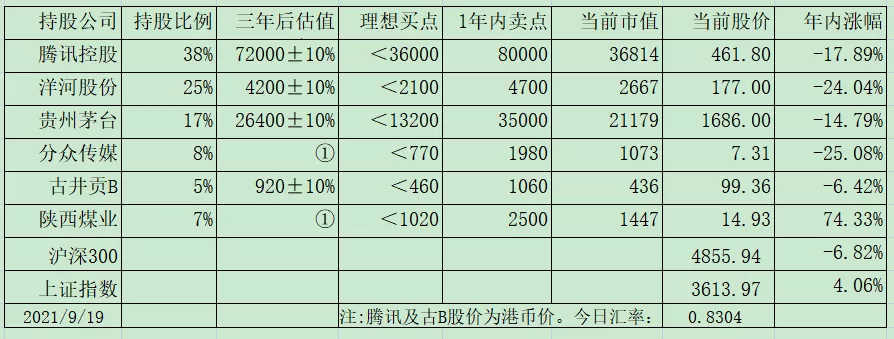 持股公司 持股比例 三年后估值 理想买点 1年内卖点 当前市值 当前股价 年内涨幅
腾讯控股 38% 72000±10% <36000 80000 36814 461.80 -17.89%
洋河股份 25% 4200±10% <2100 4700 2667 177.00 -24.04%
贵州茅台 17% 26400±10% <13200 35000 21179 1686.00 -14.79%
分众传媒 8% ① <770 1980 1073 7.31 -25.08%
古井贡B 5% 920±10% <460 1060 436 99.36 -6.42%
陕西煤业 7% ① <1020 2500 1447 14.93 74.33%
沪深300 4855.94 -6.82%
上证指数 3613.97 4.06%
2021/9/19 注:腾讯及古B股价为港币价。今日汇率: 0.8304